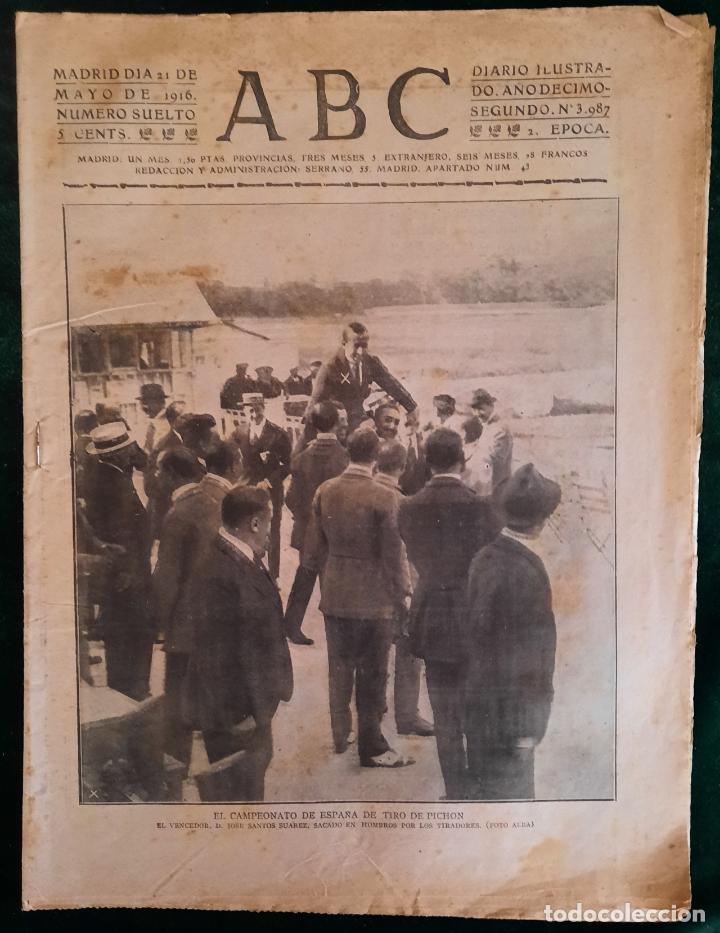 MADRID DIA 21 DE
MAYO DE 1916.
NUMERO SUELTO
5 CENTS.
ABC
DIARIO ILUSTRA-
DO. AÑO DECIMO-
SEGUNDO. N.º 3.987
2.ª EPOCA.
MADRID: UN MES, 1,50 PTAS. PROVINCIAS, TRES MESES, 5. EXTRANJERO, SEIS MESES, 18 FRANCOS
REDACCION Y ADMINISTRACION: SERRANO, 55, MADRID. APARTADO NUM. 43
EL CAMPEONATO DE ESPAÑA DE TIRO DE PICHON
EL VENCEDOR, D. JOSE SANTOS SUAREZ, SACADO EN HOMBROS POR LOS TIRADORES. (FOTO ALBA)
todocoleccion.net